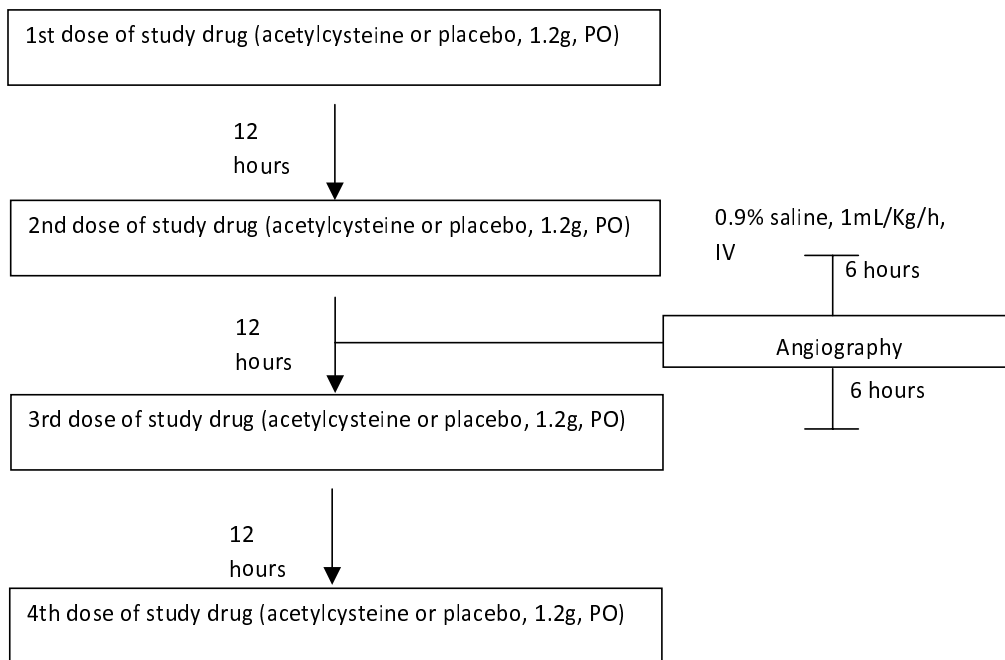 1st dose of study drug (acetylcysteine or placebo, 1.2g, PO)
12
hours
2nd dose of study drug (acetylcysteine or placebo, 1.2g, PO)
0.9% saline, 1mL/Kg/h,
IV
6 hours
12
hours
Angiography
6 hours
3rd dose of study drug (acetylcysteine or placebo, 1.2g, PO)
12
hours
4th dose of study drug (acetylcysteine or placebo, 1.2g, PO)